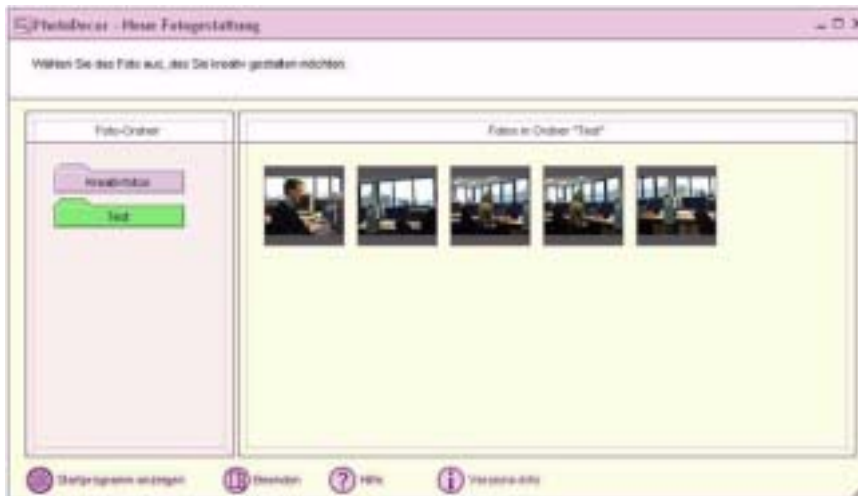 PhotoDecor - Neue Fotogestaltung
Wählen Sie das Foto aus, das Sie kreativ gestalten möchten.
Foto-Ordner
Fotos in Ordner "Test"
Kreativfotos
Test
Startprogramm anzeigen
Beenden
Hilfe
Versions-Info